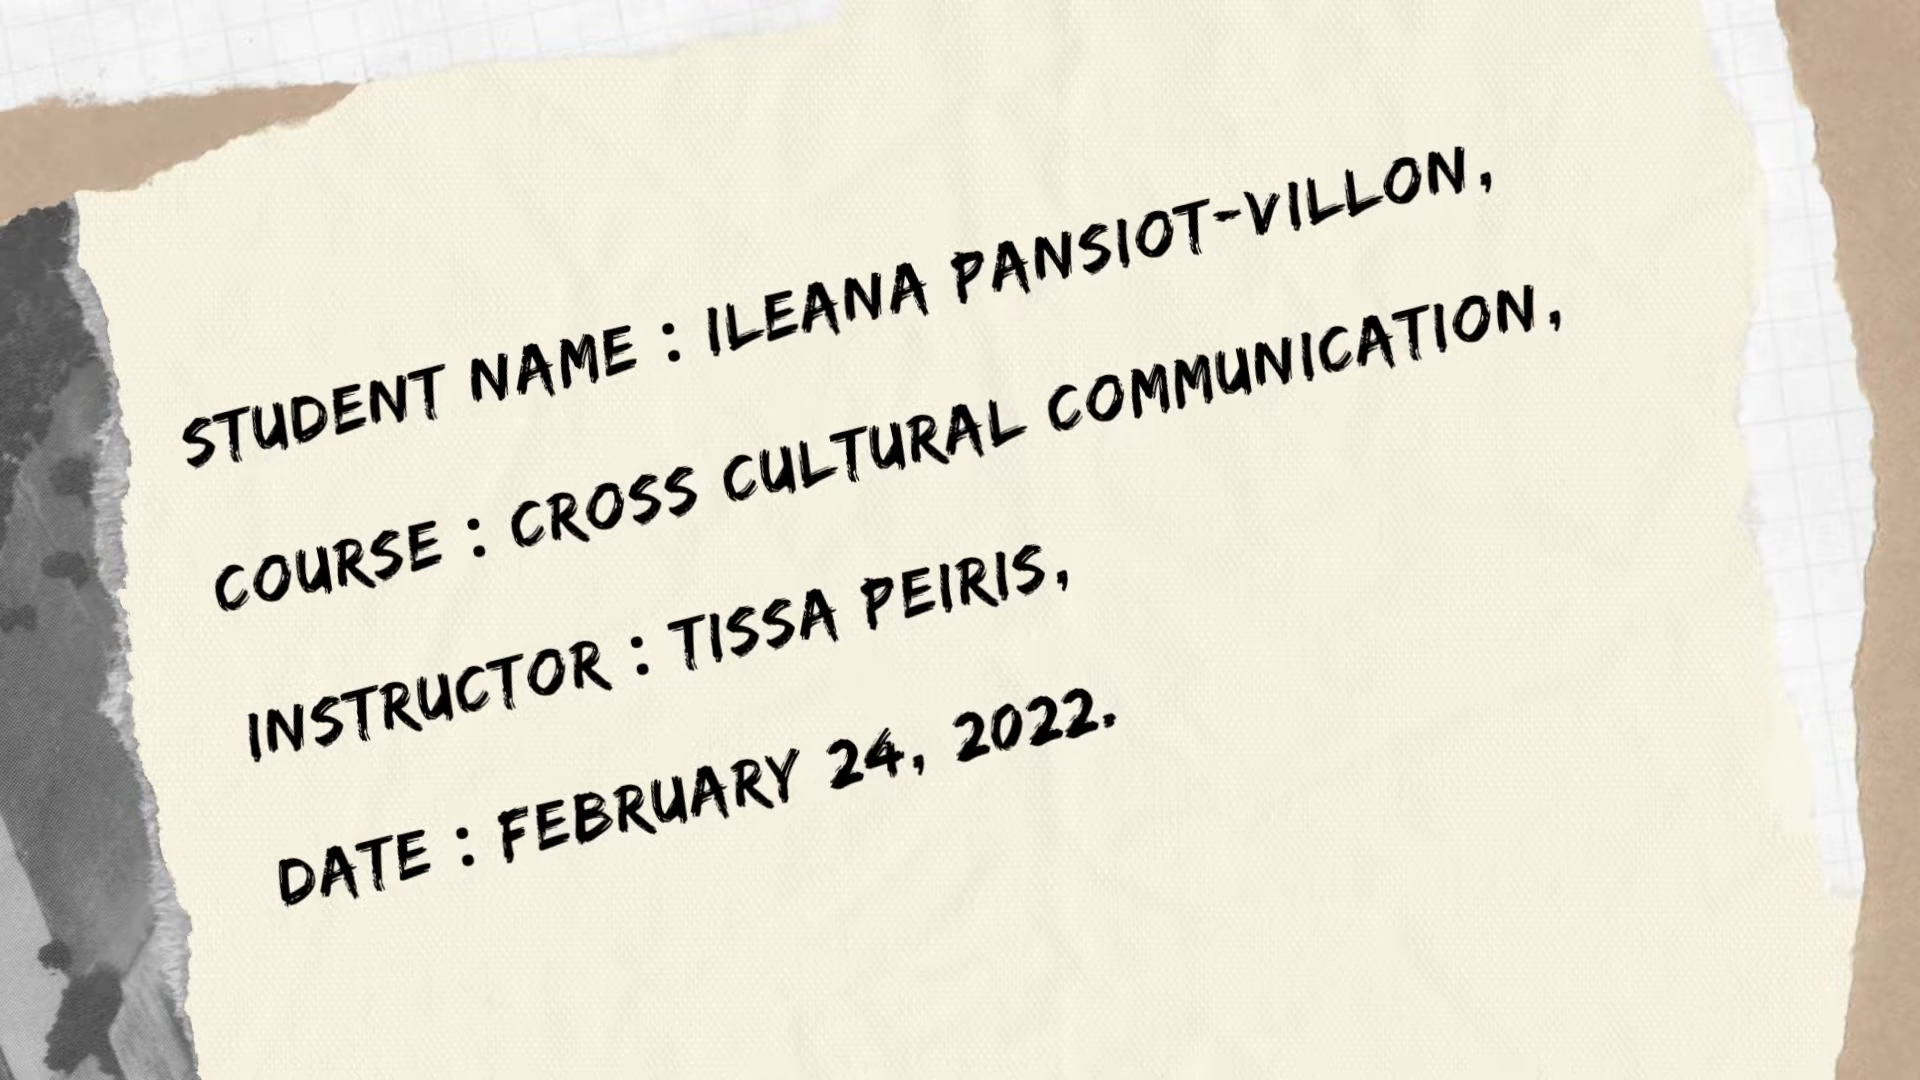 STUDENT NAME : ILEANA PANSIOT-VILLON,
COURSE : CROSS CULTURAL COMMUNICATION,
INSTRUCTOR : TISSA PEIRIS,
DATE : FEBRUARY 24, 2022.